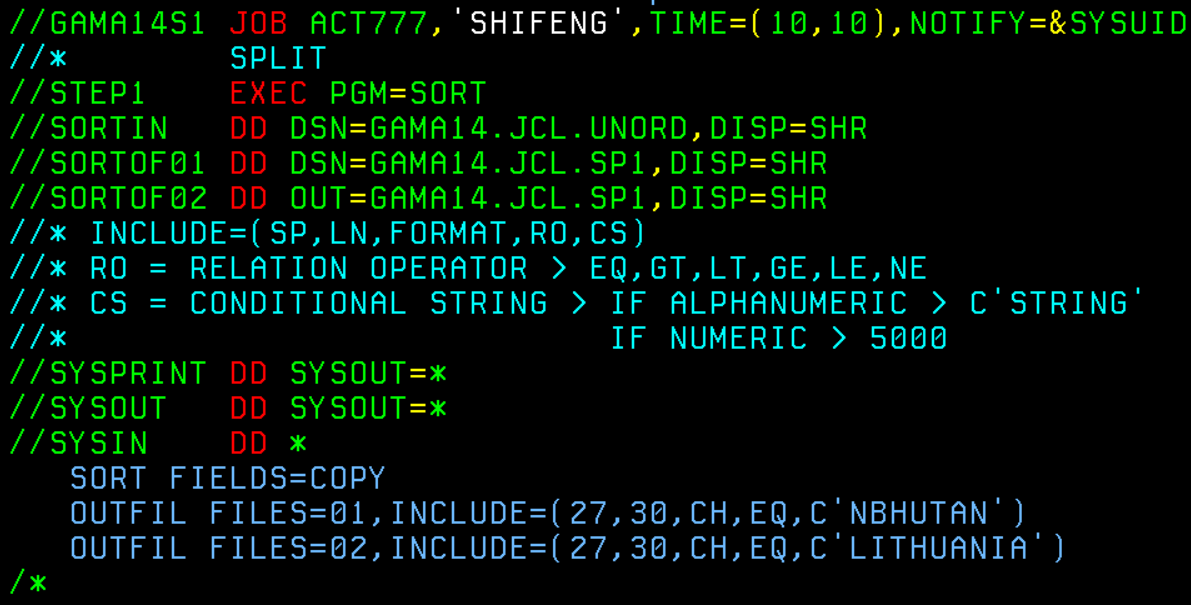 //GAMA14S1 JOB ACT777,'SHIFENG',TIME=(10,10),NOTIFY=&SYSUID
//*        SPLIT
//STEP1    EXEC PGM=SORT
//SORTIN   DD DSN=GAMA14.JCL.UNORD,DISP=SHR
//SORTOF01 DD DSN=GAMA14.JCL.SP1,DISP=SHR
//SORTOF02 DD OUT=GAMA14.JCL.SP1,DISP=SHR
//* INCLUDE=(SP,LN,FORMAT,RO,CS)
//* RO = RELATION OPERATOR > EQ,GT,LT,GE,LE,NE
//* CS = CONDITIONAL STRING > IF ALPHANUMERIC > C'STRING'
//*                           IF NUMERIC > 5000
//SYSPRINT DD SYSOUT=*
//SYSOUT   DD SYSOUT=*
//SYSIN    DD *
   SORT FIELDS=COPY
   OUTFIL FILES=01,INCLUDE=(27,30,CH,EQ,C'NBHUTAN')
   OUTFIL FILES=02,INCLUDE=(27,30,CH,EQ,C'LITHUANIA')
/*